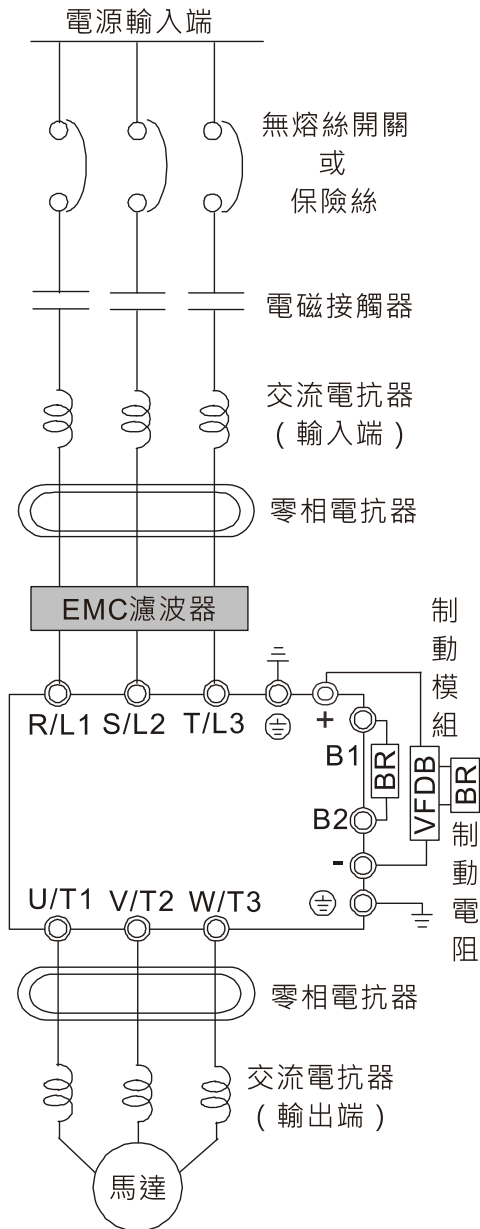 電源輸入端
無熔絲開關
或
保險絲
電磁接觸器
交流電抗器
(輸入端)
零相電抗器
EMC濾波器
制動模組
R/L1 S/L2 T/L3
+
B1
BR
VFDB
BR
B2
-
制動電阻
U/T1 V/T2 W/T3
零相電抗器
交流電抗器
(輸出端)
馬達